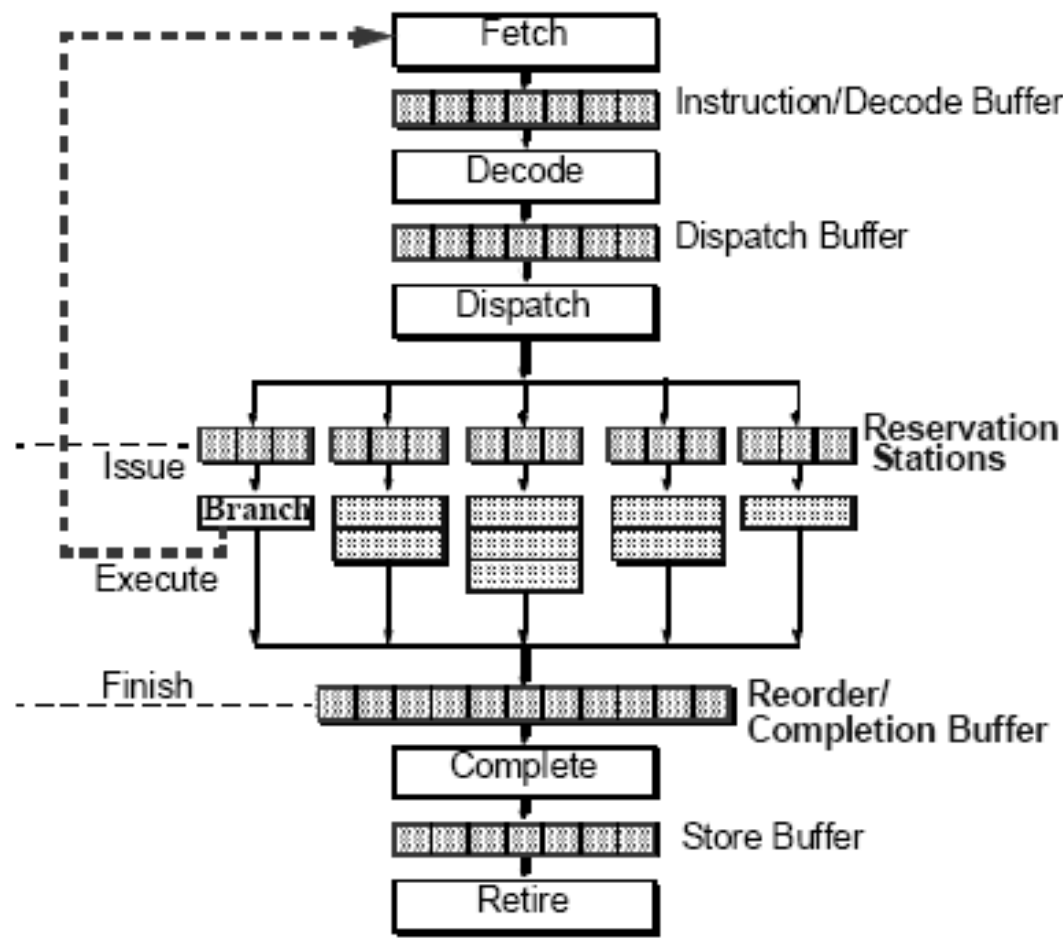 Fetch
Instruction/Decode Buffer
Decode
Dispatch Buffer
Dispatch
Reservation
Stations
Issue
Branch
Execute
Finish
Reorder/
Completion Buffer
Complete
Store Buffer
Retire